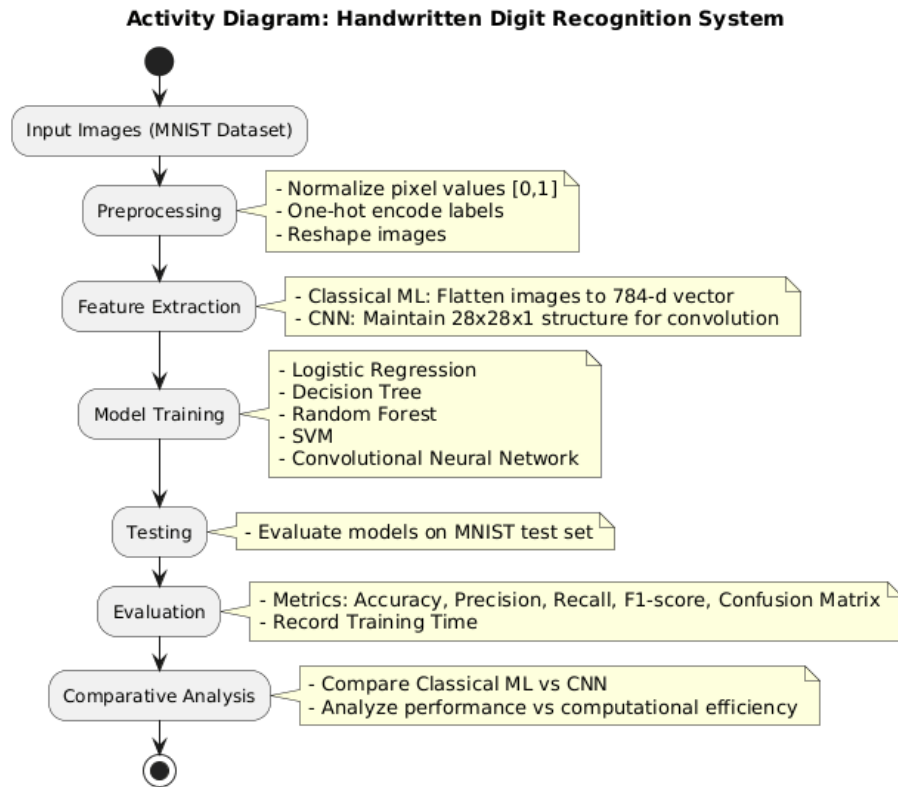 Activity Diagram: Handwritten Digit Recognition System
Input Images (MNIST Dataset)
Preprocessing
- Normalize pixel values [0,1]
- One-hot encode labels
- Reshape images
Feature Extraction
- Classical ML: Flatten images to 784-d vector
- CNN: Maintain 28x28x1 structure for convolution
Model Training
- Logistic Regression
- Decision Tree
- Random Forest
- SVM
- Convolutional Neural Network
Testing
- Evaluate models on MNIST test set
Evaluation
- Metrics: Accuracy, Precision, Recall, F1-score, Confusion Matrix
- Record Training Time
Comparative Analysis
- Compare Classical ML vs CNN
- Analyze performance vs computational efficiency